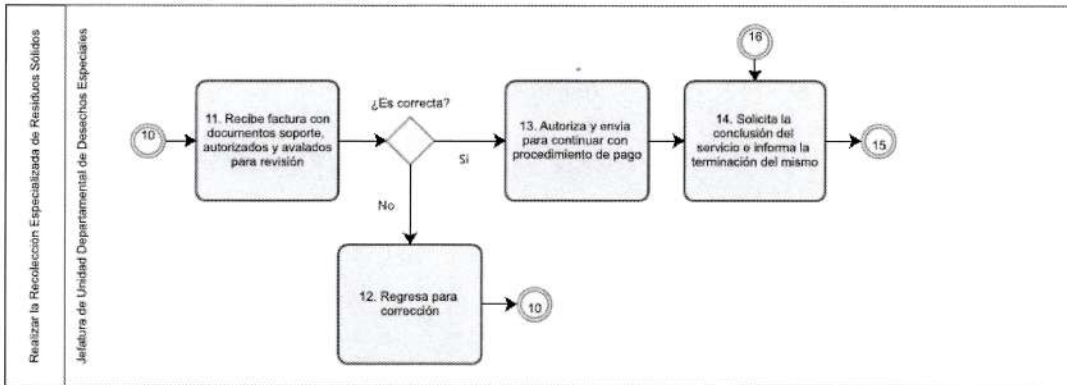 Realizar la Recolección Especializada de Residuos Sólidos
Jefatura de Unidad Departamental de Desechos Especiales
10
11. Recibe factura con
documentos soporte,
autorizados y avalados
para revisión
¿Es correcta?
Si
No
12. Regresa para
corrección
10
13. Autoriza y envia
para continuar con
procedimiento de pago
16
14. Solicita la
conclusión del
servicio e informa la
terminación del mismo
15